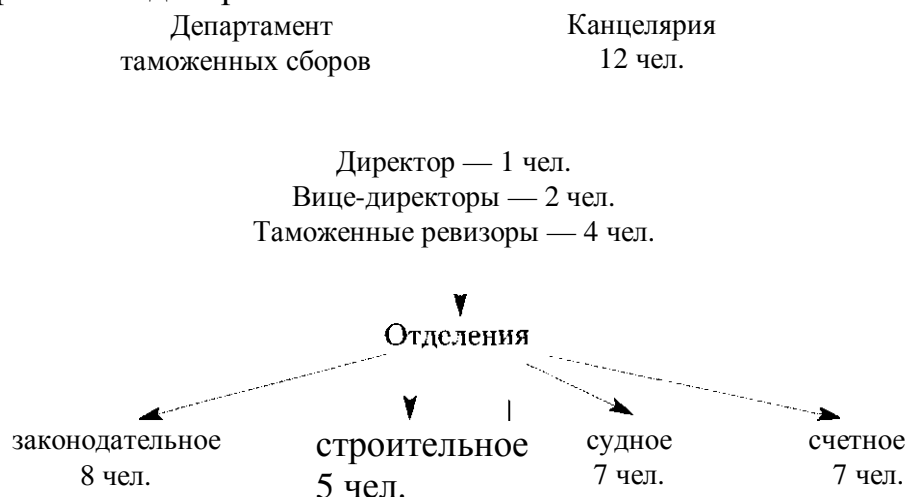 Департамент
таможенных сборов
Канцелярия
12 чел.
Директор — 1 чел.
Вице-директоры — 2 чел.
Таможенные ревизоры — 4 чел.
Отделения
законодательное
8 чел.
строительное
5 чел.
судное
7 чел.
счетное
7 чел.